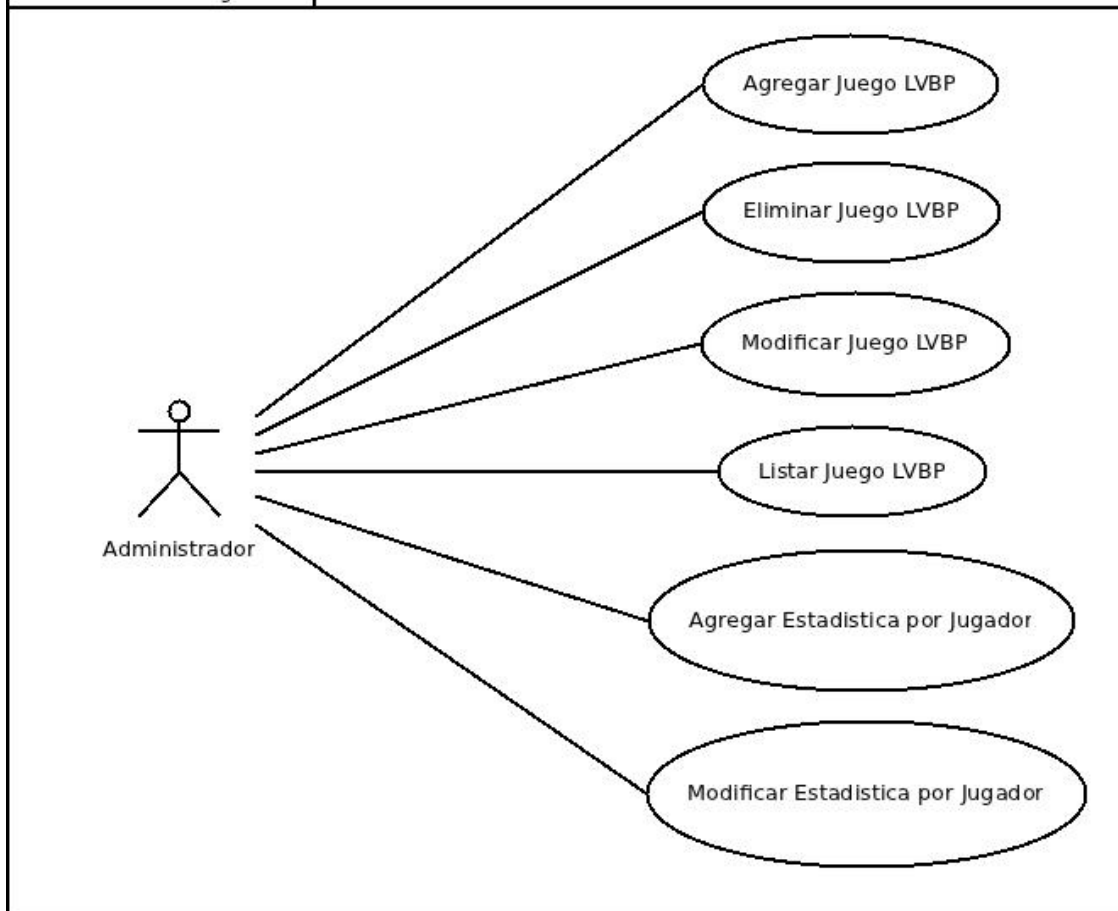 Agregar Juego LVBP
Eliminar Juego LVBP
Modificar Juego LVBP
Listar Juego LVBP
Administrador
Agregar Estadistica por Jugador
Modificar Estadistica por Jugador